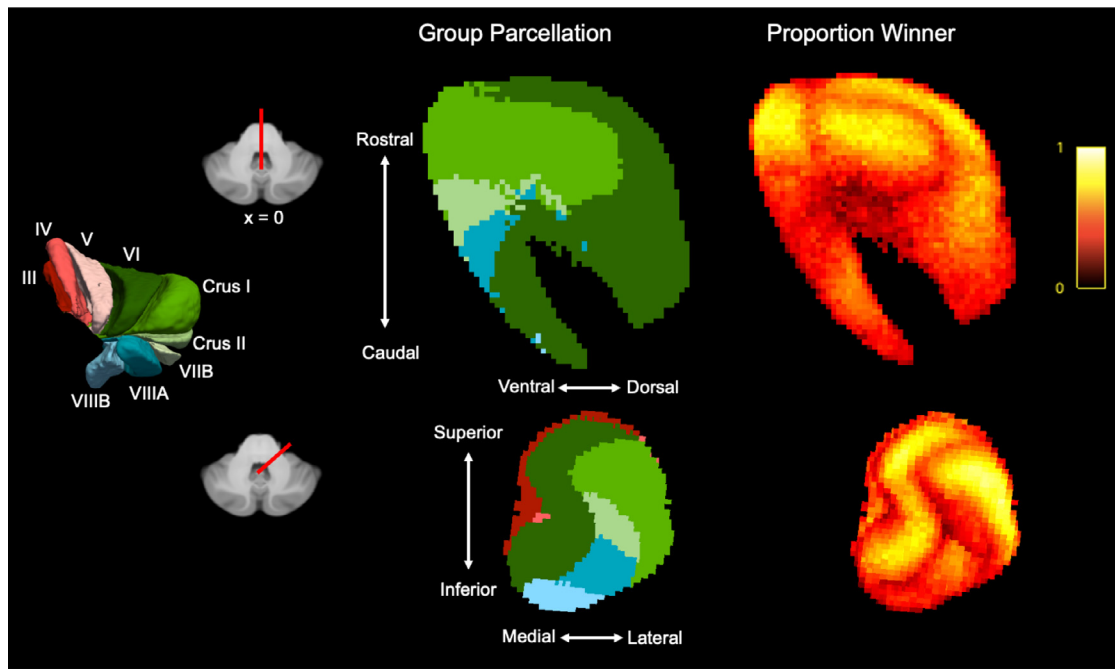 Group Parcellation
Proportion Winner
Rostral
Caudal
Ventral
Dorsal
x = 0
1
0
IV
V
VI
III
Crus I
Crus II
VIIB
VIIIA
VIIIB
Superior
Inferior
Medial
Lateral